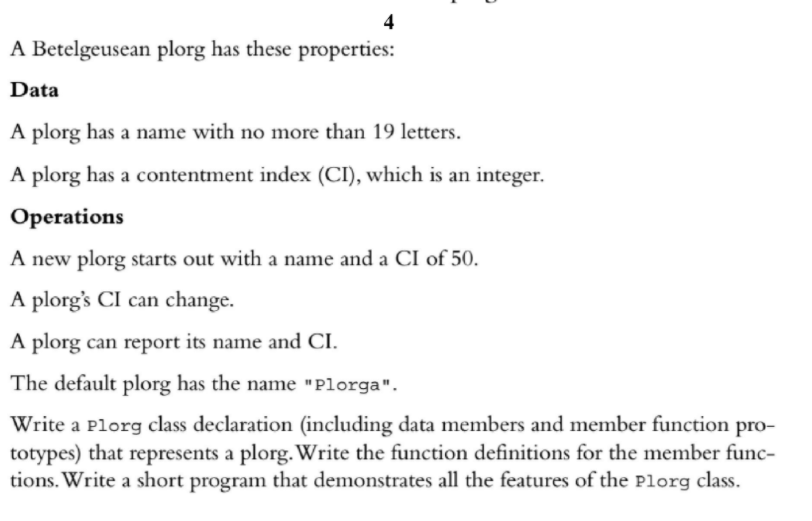 4
A Betelgeusean plorg has these properties:
Data
A plorg has a name with no more than 19 letters.
A plorg has a contentment index (CI), which is an integer.
Operations
A new plorg starts out with a name and a CI of 50.
A plorg’s CI can change.
A plorg can report its name and CI.
The default plorg has the name "Plorga".
Write a Plorg class declaration (including data members and member function pro-
totypes) that represents a plorg. Write the function definitions for the member func-
tions. Write a short program that demonstrates all the features of the Plorg class.